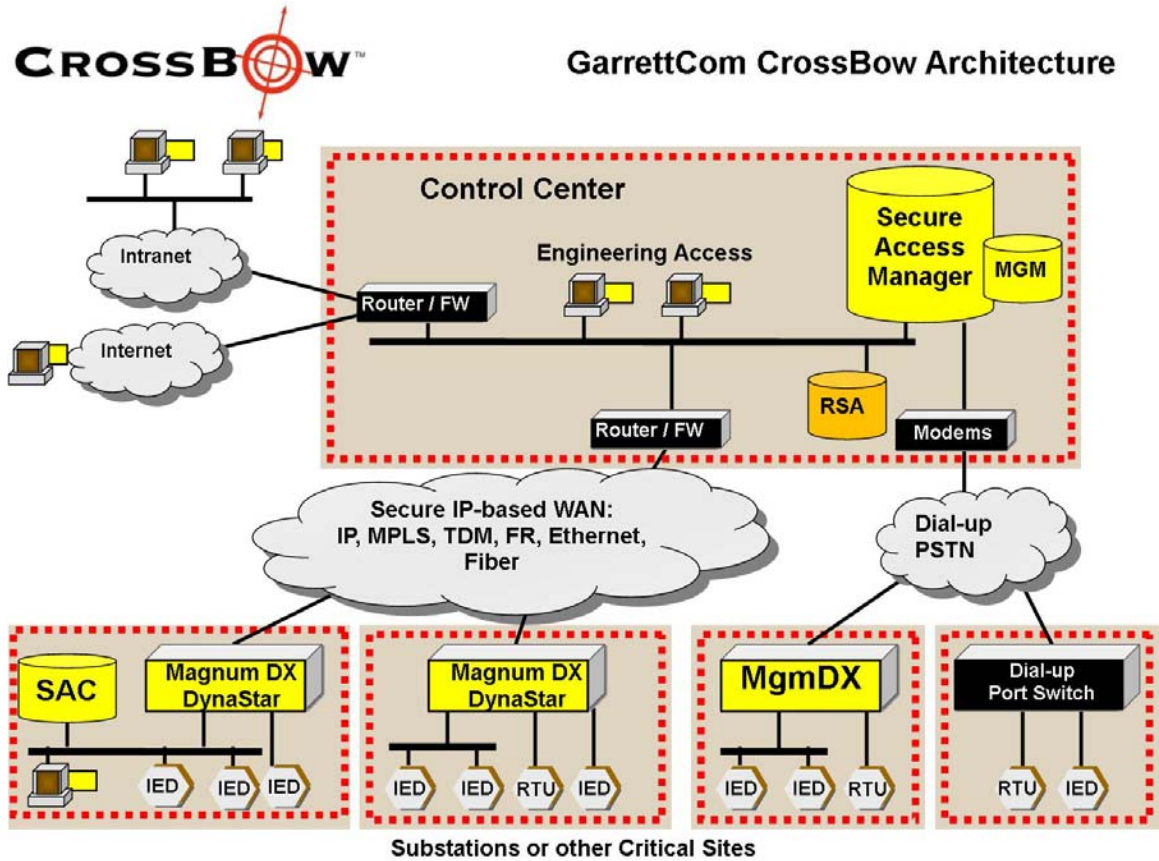 CROSSBOW™
GarrettCom CrossBow Architecture
Control Center
Secure
Access
Manager
MGM
Engineering Access
Intranet
Router / FW
Internet
RSA
Router / FW
Modems
Secure IP-based WAN:
IP, MPLS, TDM, FR, Ethernet,
Fiber
Dial-up
PSTN
SAC
Magnum DX
DynaStar
IED
IED
IED
Magnum DX
DynaStar
IED
IED
RTU
IED
MgmDX
IED
IED
RTU
Dial-up
Port Switch
RTU
IED
Substations or other Critical Sites